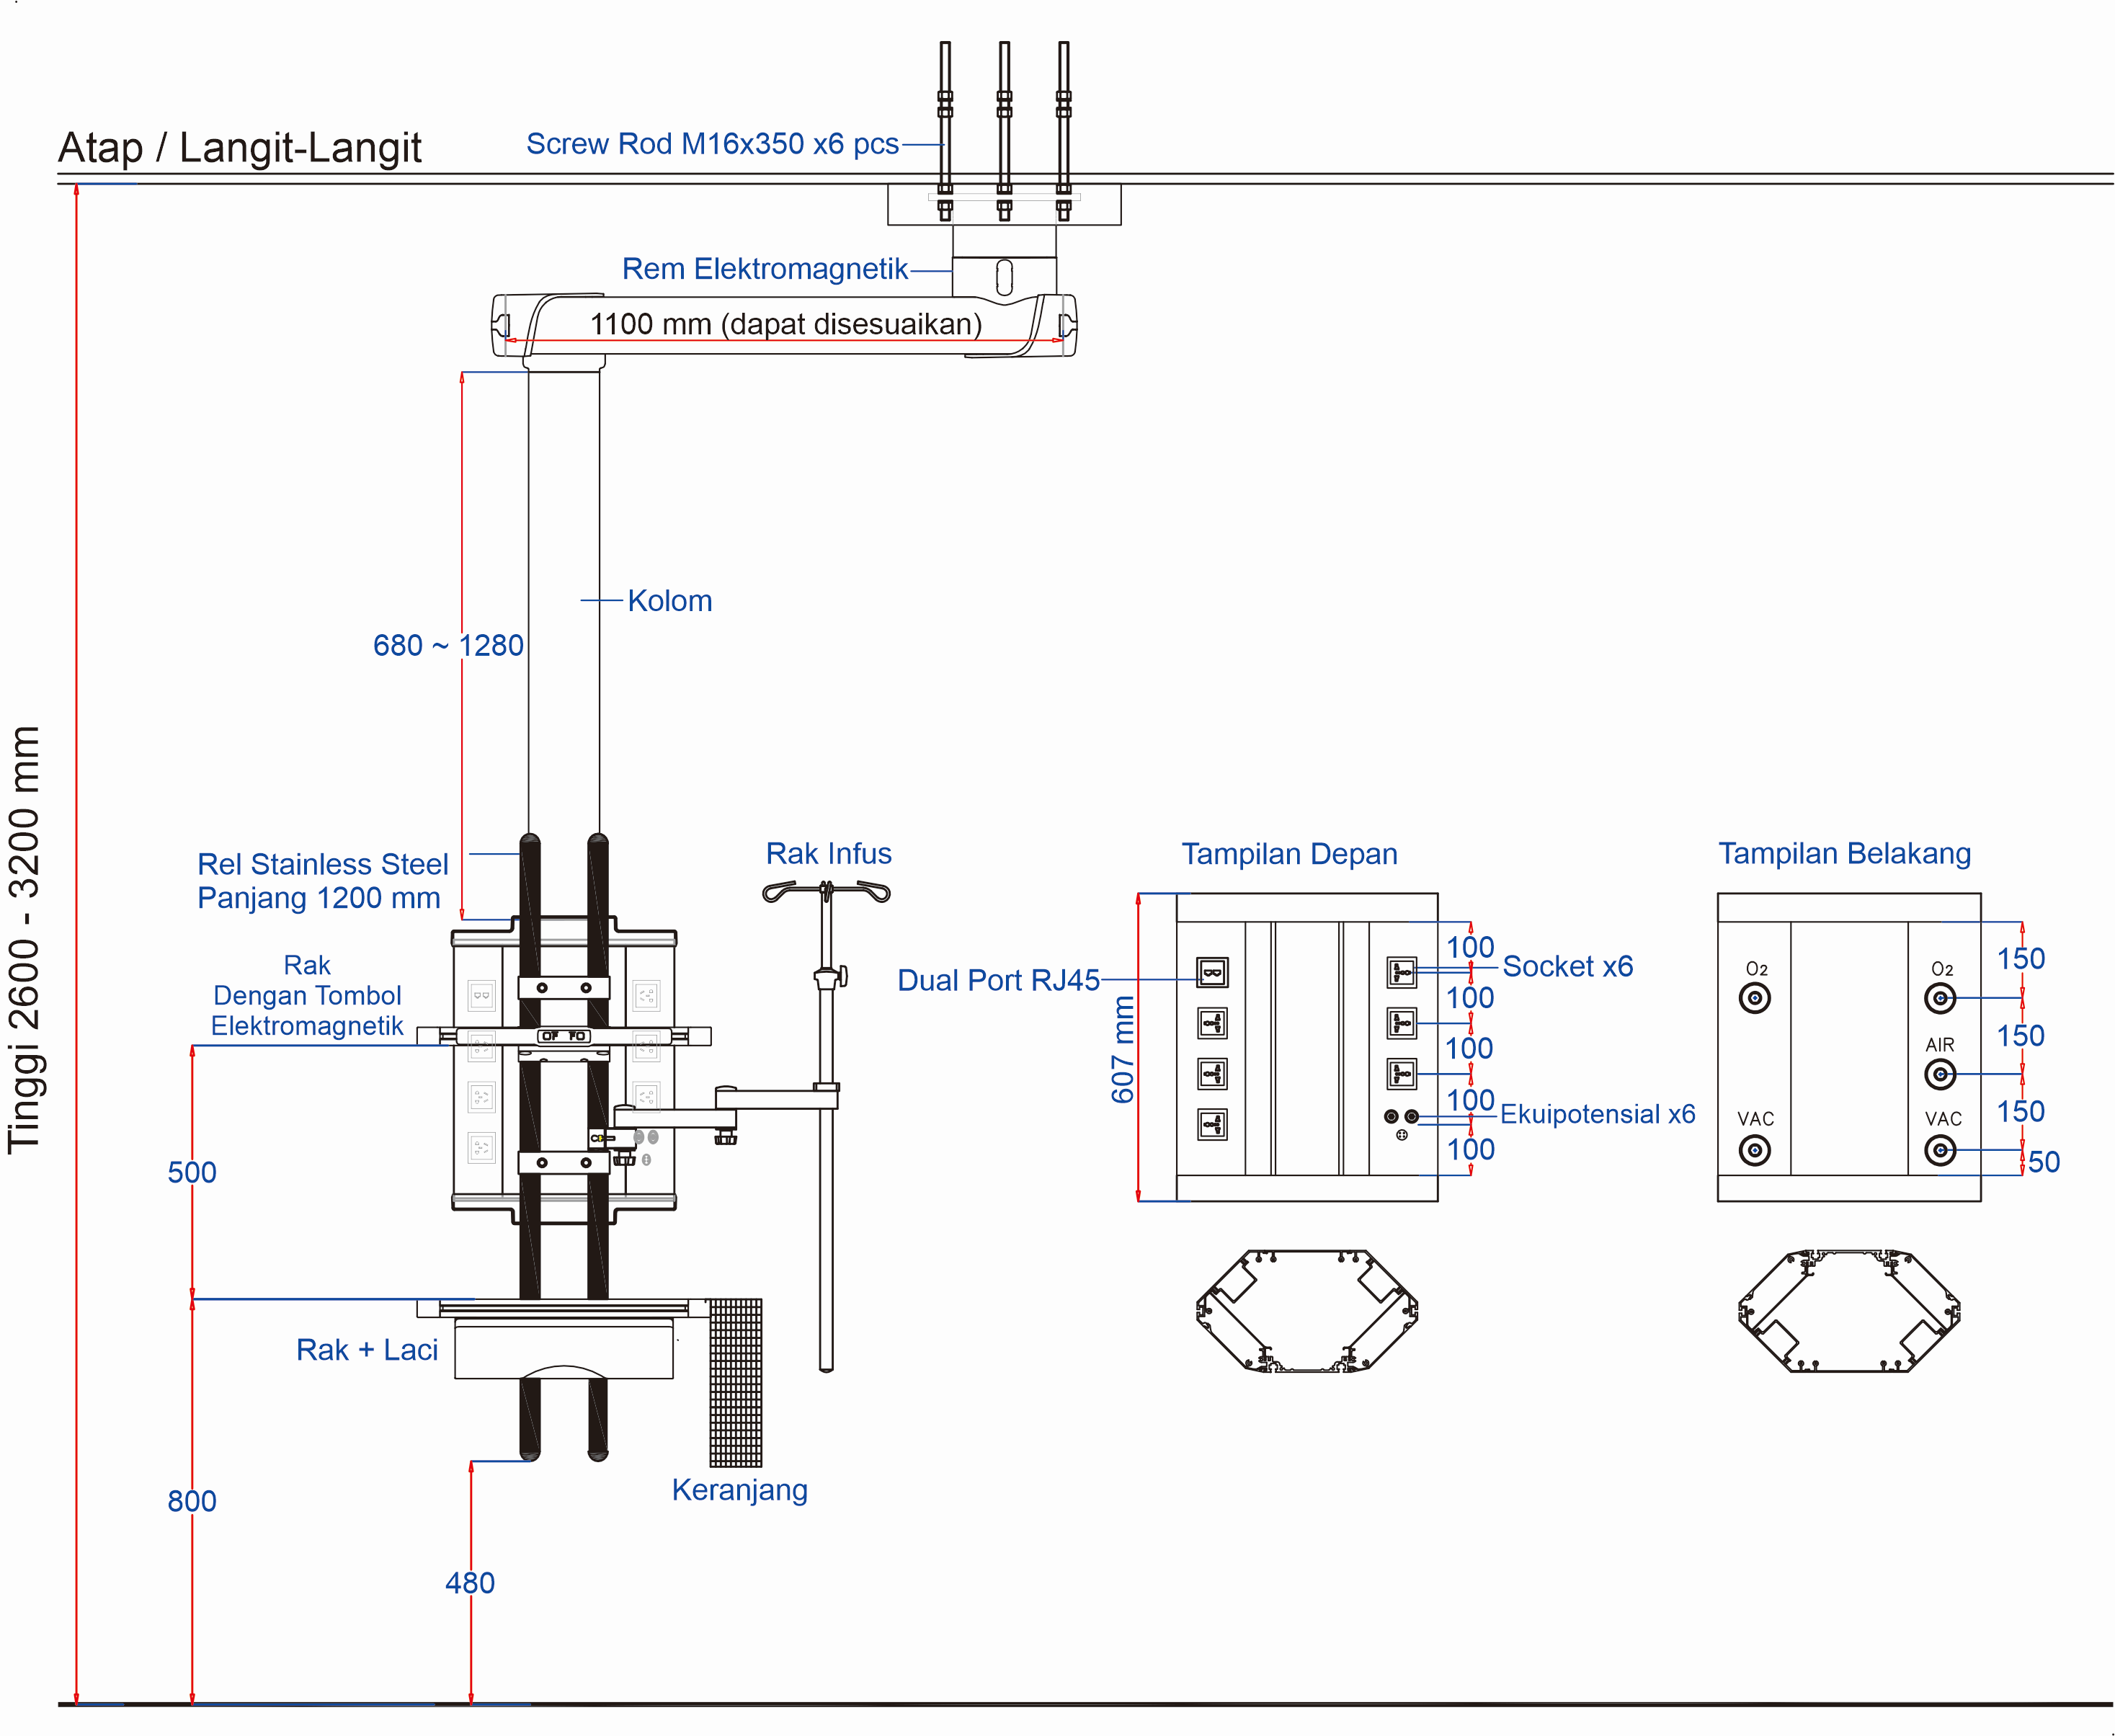 Atap / Langit-Langit
Screw Rod M16x350 x6 pcs
Rem Elektromagnetik
1100 mm (dapat disesuaikan)
Kolom
680 ~ 1280
Tinggi 2600 - 3200 mm
Rel Stainless Steel
Panjang 1200 mm
Rak
Dengan Tombol
Elektromagnetik
500
Rak + Laci
800
480
Keranjang
Rak Infus
Tampilan Depan
Dual Port RJ45
607 mm
100
Socket x6
100
100
100
Ekuipotensial x6
100
Tampilan Belakang
O2
O2
150
AIR
150
VAC
VAC
150
50